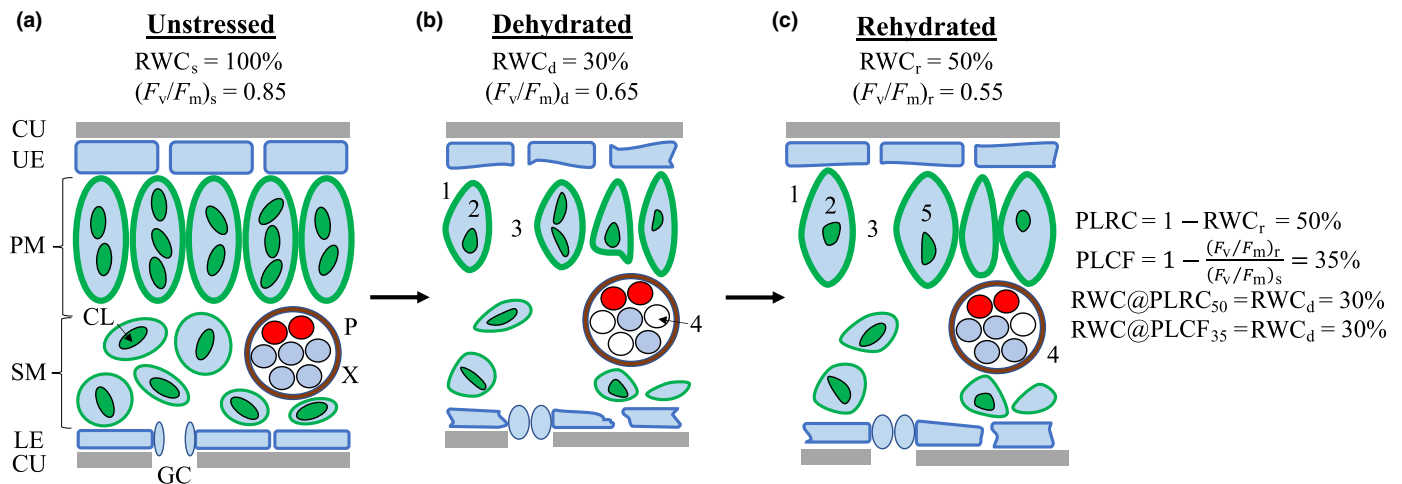 (a) Unstressed
RWCs = 100%
(Fv/Fm)s = 0.85
CU
UE
PM
CL
P
SM
X
LE
CU
GC
(b) Dehydrated
RWCd = 30%
(Fv/Fm)d = 0.65
1
2
3
4
(c) Rehydrated
RWCr = 50%
(Fv/Fm)r = 0.55
1
2
3
5
4
PLRC = 1 − RWCr = 50%
PLCF = 1 − (Fv/Fm)r / (Fv/Fm)s = 35%
RWC@PLRC50 = RWCd = 30%
RWC@PLCF35 = RWCd = 30%